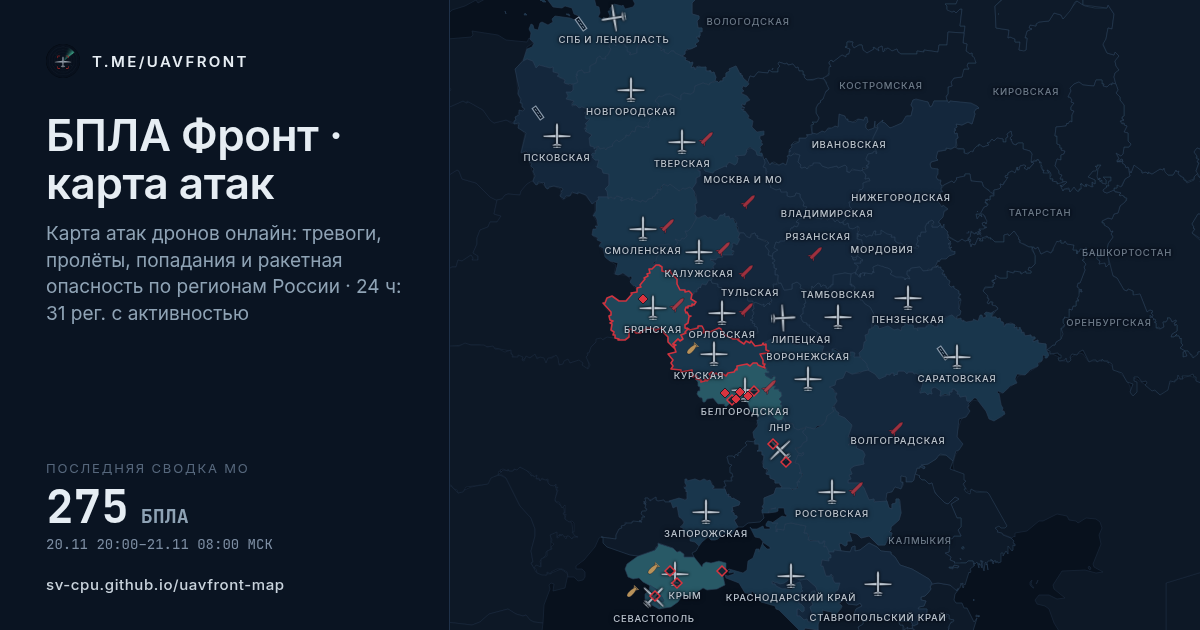 T.ME/UAVFRONT
БПЛА Фронт ·
карта атак
Карта атак дронов онлайн: тревоги,
пролёты, попадания и ракетная
опасность по регионам России · 24 ч:
31 рег. с активностью
ПОСЛЕДНЯЯ СВОДКА МО
275 БПЛА
20.11 20:00–21.11 08:00 МСК
sv-cpu.github.io/uavfront-map
ВОЛОГОДСКАЯ
СПБ И ЛЕНОБЛАСТЬ
КОСТРОМСКАЯ
КИРОВСКАЯ
НОВГОРОДСКАЯ
ИВАНОВСКАЯ
ПСКОВСКАЯ
ТВЕРСКАЯ
МОСКВА И МО
НИЖЕГОРОДСКАЯ
ВЛАДИМИРСКАЯ
ТАТАРСТАН
РЯЗАНСКАЯ
МОРДОВИЯ
СМОЛЕНСКАЯ
БАШКОРТОСТАН
КАЛУЖСКАЯ
ТУЛЬСКАЯ
ТАМБОВСКАЯ
ПЕНЗЕНСКАЯ
ОРЕНБУРГСКАЯ
БРЯНСКАЯ
ОРЛОВСКАЯ
ЛИПЕЦКАЯ
ВОРОНЕЖСКАЯ
КУРСКАЯ
САРАТОВСКАЯ
БЕЛГОРОДСКАЯ
ЛНР
ВОЛГОГРАДСКАЯ
РОСТОВСКАЯ
ЗАПОРОЖСКАЯ
КАЛМЫКИЯ
КРЫМ
КРАСНОДАРСКИЙ КРАЙ
СЕВАСТОПОЛЬ
СТАВРОПОЛЬСКИЙ КРАЙ